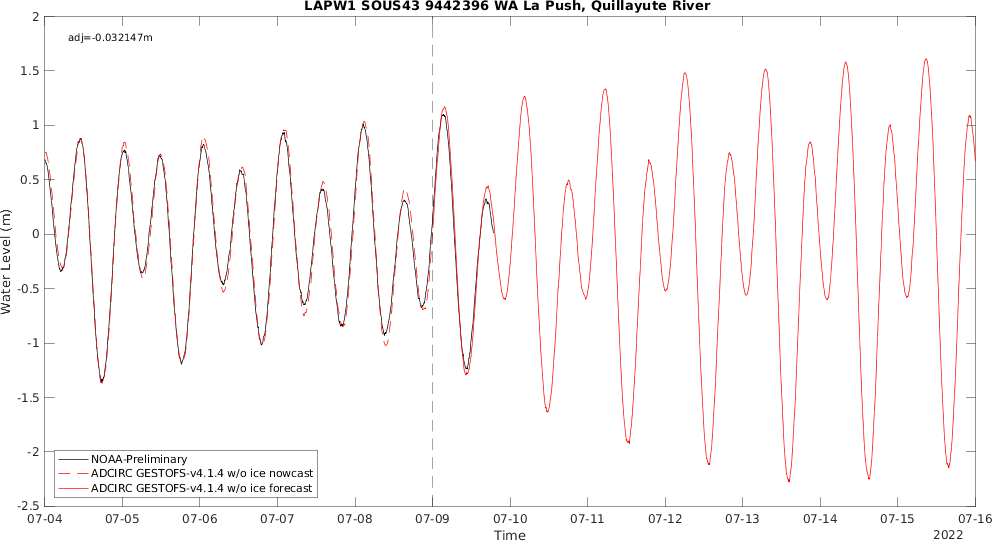 LAPW1 SOUS43 9442396 WA La Push, Quillayute River
adj=-0.032147m
2
1.5
1
0.5
0
-0.5
-1
-1.5
-2
-2.5
Water Level (m)
NOAA-Preliminary
ADCIRC GESTOFS-v4.1.4 w/o ice nowcast
ADCIRC GESTOFS-v4.1.4 w/o ice forecast
07-04 07-05 07-06 07-07 07-08 07-09 07-10 07-11 07-12 07-13 07-14 07-15 07-16
Time
2022